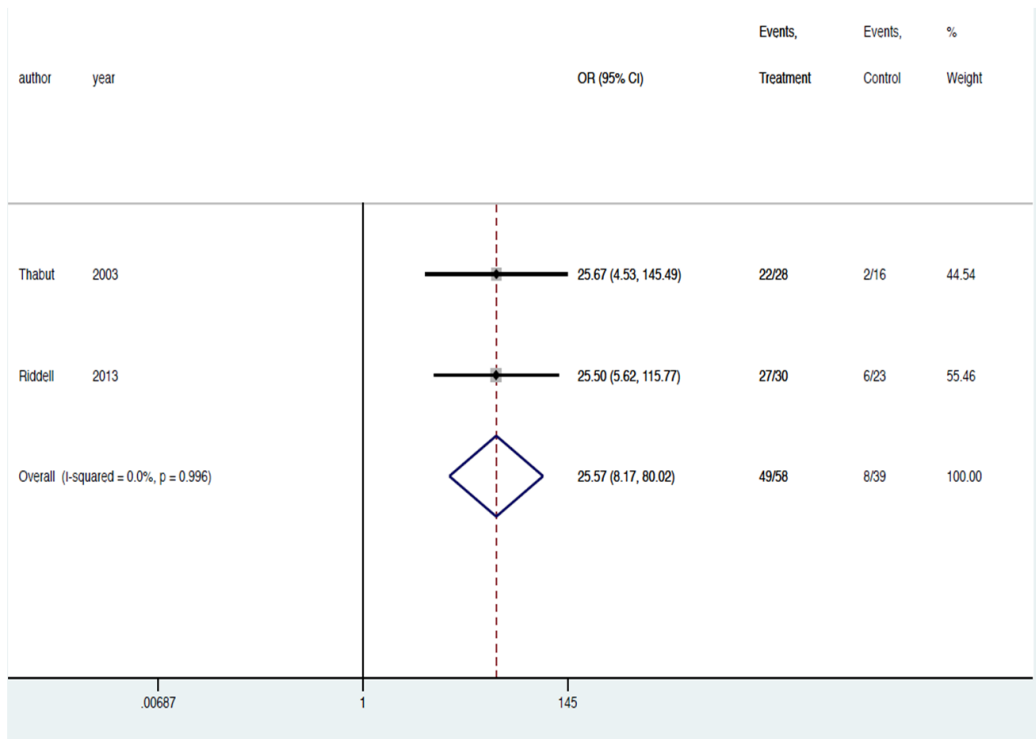 Events, Events, %
author year OR (95% CI) Treatment Control Weight
Thabut 2003 25.67 (4.53, 145.49) 22/28 2/16 44.54
Riddell 2013 25.50 (5.62, 115.77) 27/30 6/23 55.46
Overall (I-squared = 0.0%, p = 0.996) 25.57 (8.17, 80.02) 49/58 8/39 100.00
.00687 1 145